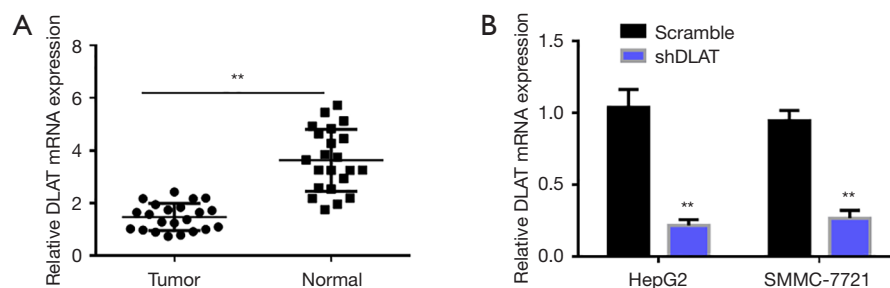 A
Relative DLAT mRNA expression
8
6
4
2
0
**
Tumor
Normal
B
Relative DLAT mRNA expression
1.5
1.0
0.5
0.0
Scramble
shDLAT
**
**
HepG2
SMMC-7721